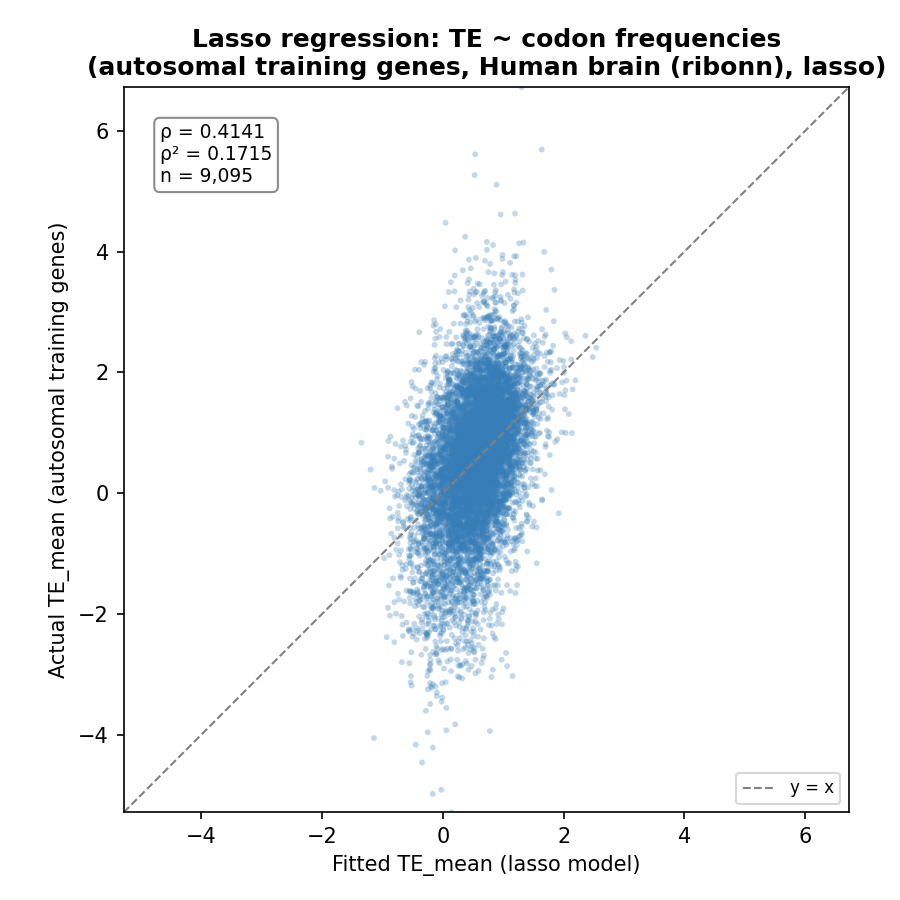 Lasso regression: TE ~ codon frequencies
(autosomal training genes, Human brain (ribonn), lasso)
ρ = 0.4141
ρ² = 0.1715
n = 9,095
Actual TE_mean (autosomal training genes)
6
4
2
0
−2
−4
y = x
−4 −2 0 2 4 6
Fitted TE_mean (lasso model)